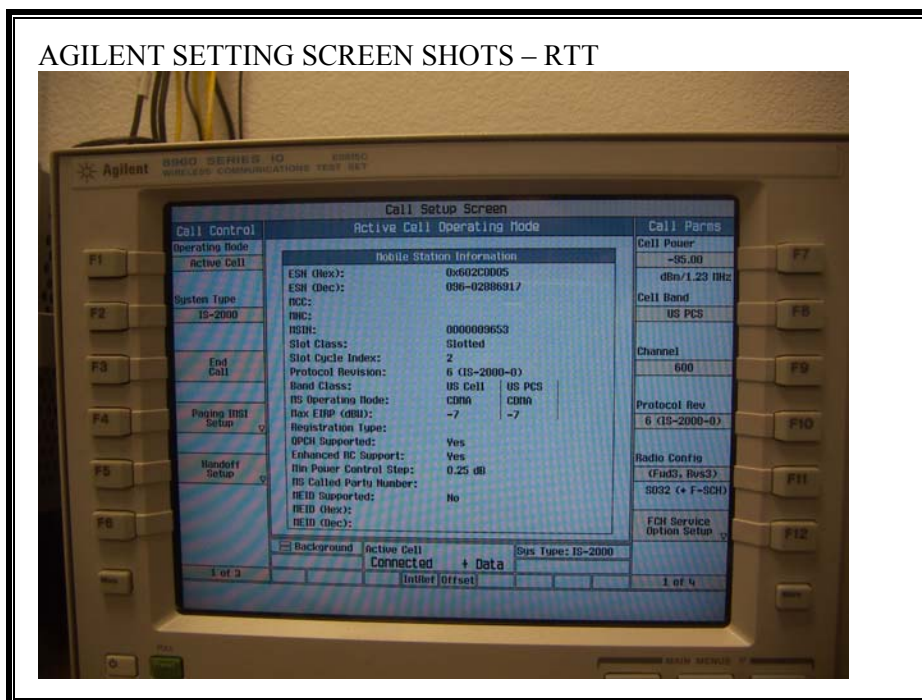 AGILENT SETTING SCREEN SHOTS – RTT
Agilent 8960 SERIES 10 E5515C
WIRELESS COMMUNICATIONS TEST SET
Call Setup Screen
Call Control
Active Cell Operating Mode
Call Parms
Operating Mode
Active Cell
System Type
IS-2000
End
Call
Paging IMSI
Setup
Handoff
Setup
1 of 3
Mobile Station Information
ESN (Hex): 0x602C0D05
ESN (Dec): 096-02886917
MCC:
MNC:
MSIN: 0000009653
Slot Class: Slotted
Slot Cycle Index: 2
Protocol Revision: 6 (IS-2000-0)
Band Class: US Cell US PCS
MS Operating Mode: CDMA CDMA
Max EIRP (dBW): -7 -7
Registration Type:
QPCH Supported: Yes
Enhanced RC Support: Yes
Min Power Control Step: 0.25 dB
MS Called Party Number:
MEID Supported: No
MEID (Hex):
MEID (Dec):
Background
Active Cell
Sys Type: IS-2000
Connected + Data
IntRef Offset
Cell Power
-95.00
dBm/1.23 MHz
Cell Band
US PCS
Channel
600
Protocol Rev
6 (IS-2000-0)
Radio Config
(Fwd3, Rvs3)
SO32 (+ F-SCH)
FCH Service
Option Setup
1 of 4
F1
F2
F3
F4
F5
F6
More
F7
F8
F9
F10
F11
F12
More
MAIN MENUS